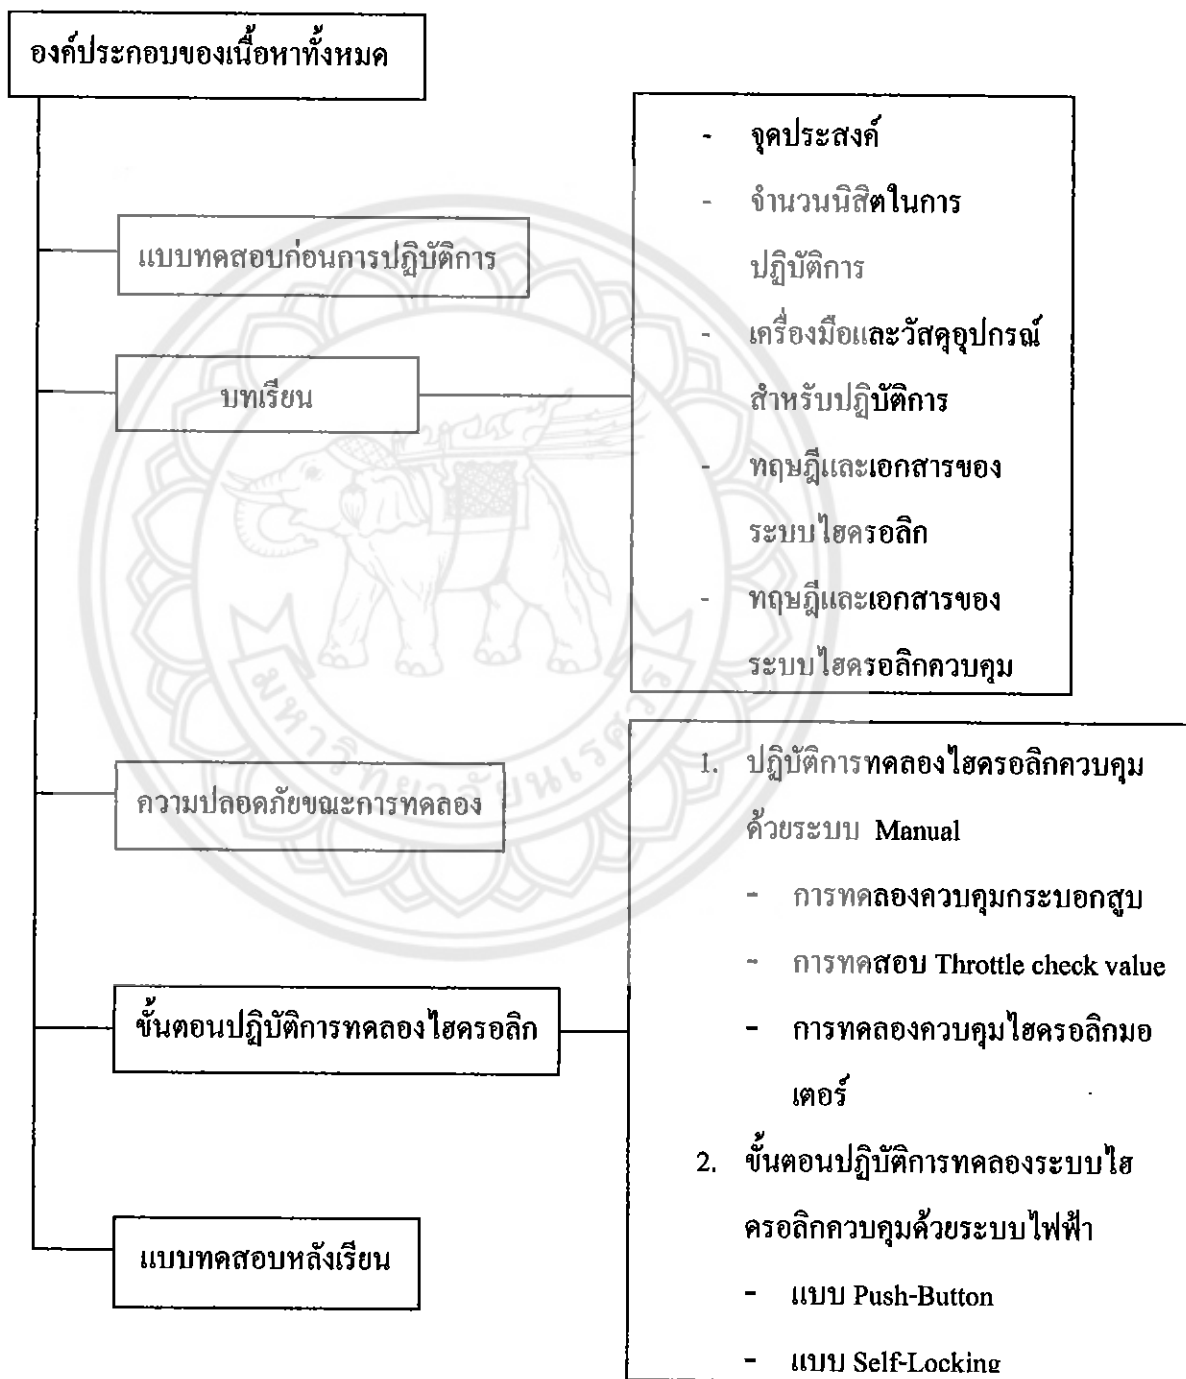 องค์ประกอบของเนื้อหาทั้งหมด
แบบทดสอบก่อนการปฏิบัติการ
บทเรียน
- จุดประสงค์
- จำนวนนิสิตในการ
ปฏิบัติการ
- เครื่องมือและวัสดุอุปกรณ์
สำหรับปฏิบัติการ
- ทฤษฎีและเอกสารของ
ระบบไฮดรอลิก
- ทฤษฎีและเอกสารของ
ระบบไฮดรอลิกควบคุม
ความปลอดภัยขณะการทดลอง
ขั้นตอนปฏิบัติการทดลองไฮดรอลิก
1. ปฏิบัติการทดลองไฮดรอลิกควบคุม
ด้วยระบบ Manual
- การทดลองควบคุมกระบอกสูบ
- การทดสอบ Throttle check value
- การทดลองควบคุมไฮดรอลิกมอ
เตอร์
2. ขั้นตอนปฏิบัติการทดลองระบบไฮ
ดรอลิกควบคุมด้วยระบบไฟฟ้า
- แบบ Push-Button
- แบบ Self-Locking
แบบทดสอบหลังเรียน
มหาวิทยาลัยนเรศวร